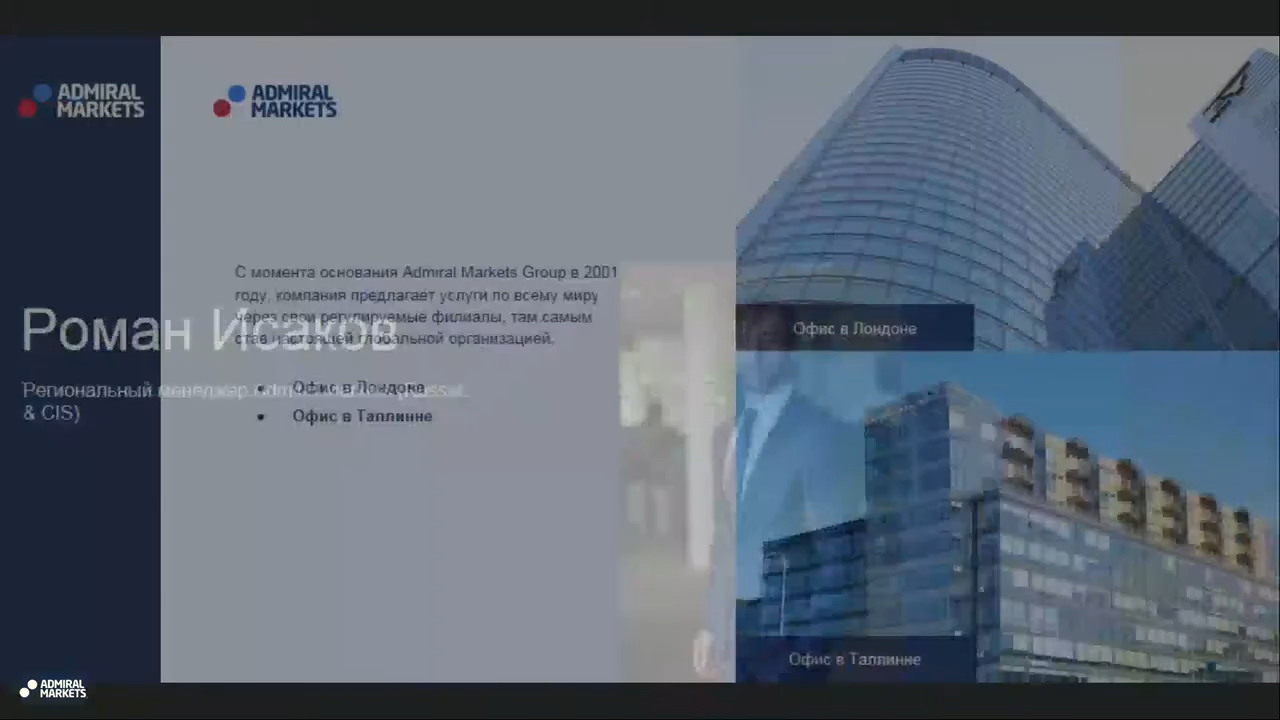 ADMIRAL
MARKETS
ADMIRAL
MARKETS
С момента основания Admiral Markets Group в 2001
году, компания предлагает услуги по всему миру
через свои регулируемые филиалы, там самым
став настоящей глобальной организацией.
Роман Исаков
Региональный менеджер
& CIS)
• Офис в Лондоне
• Офис в Таллинне
Офис в Лондоне
Офис в Таллинне
ADMIRAL
MARKETS